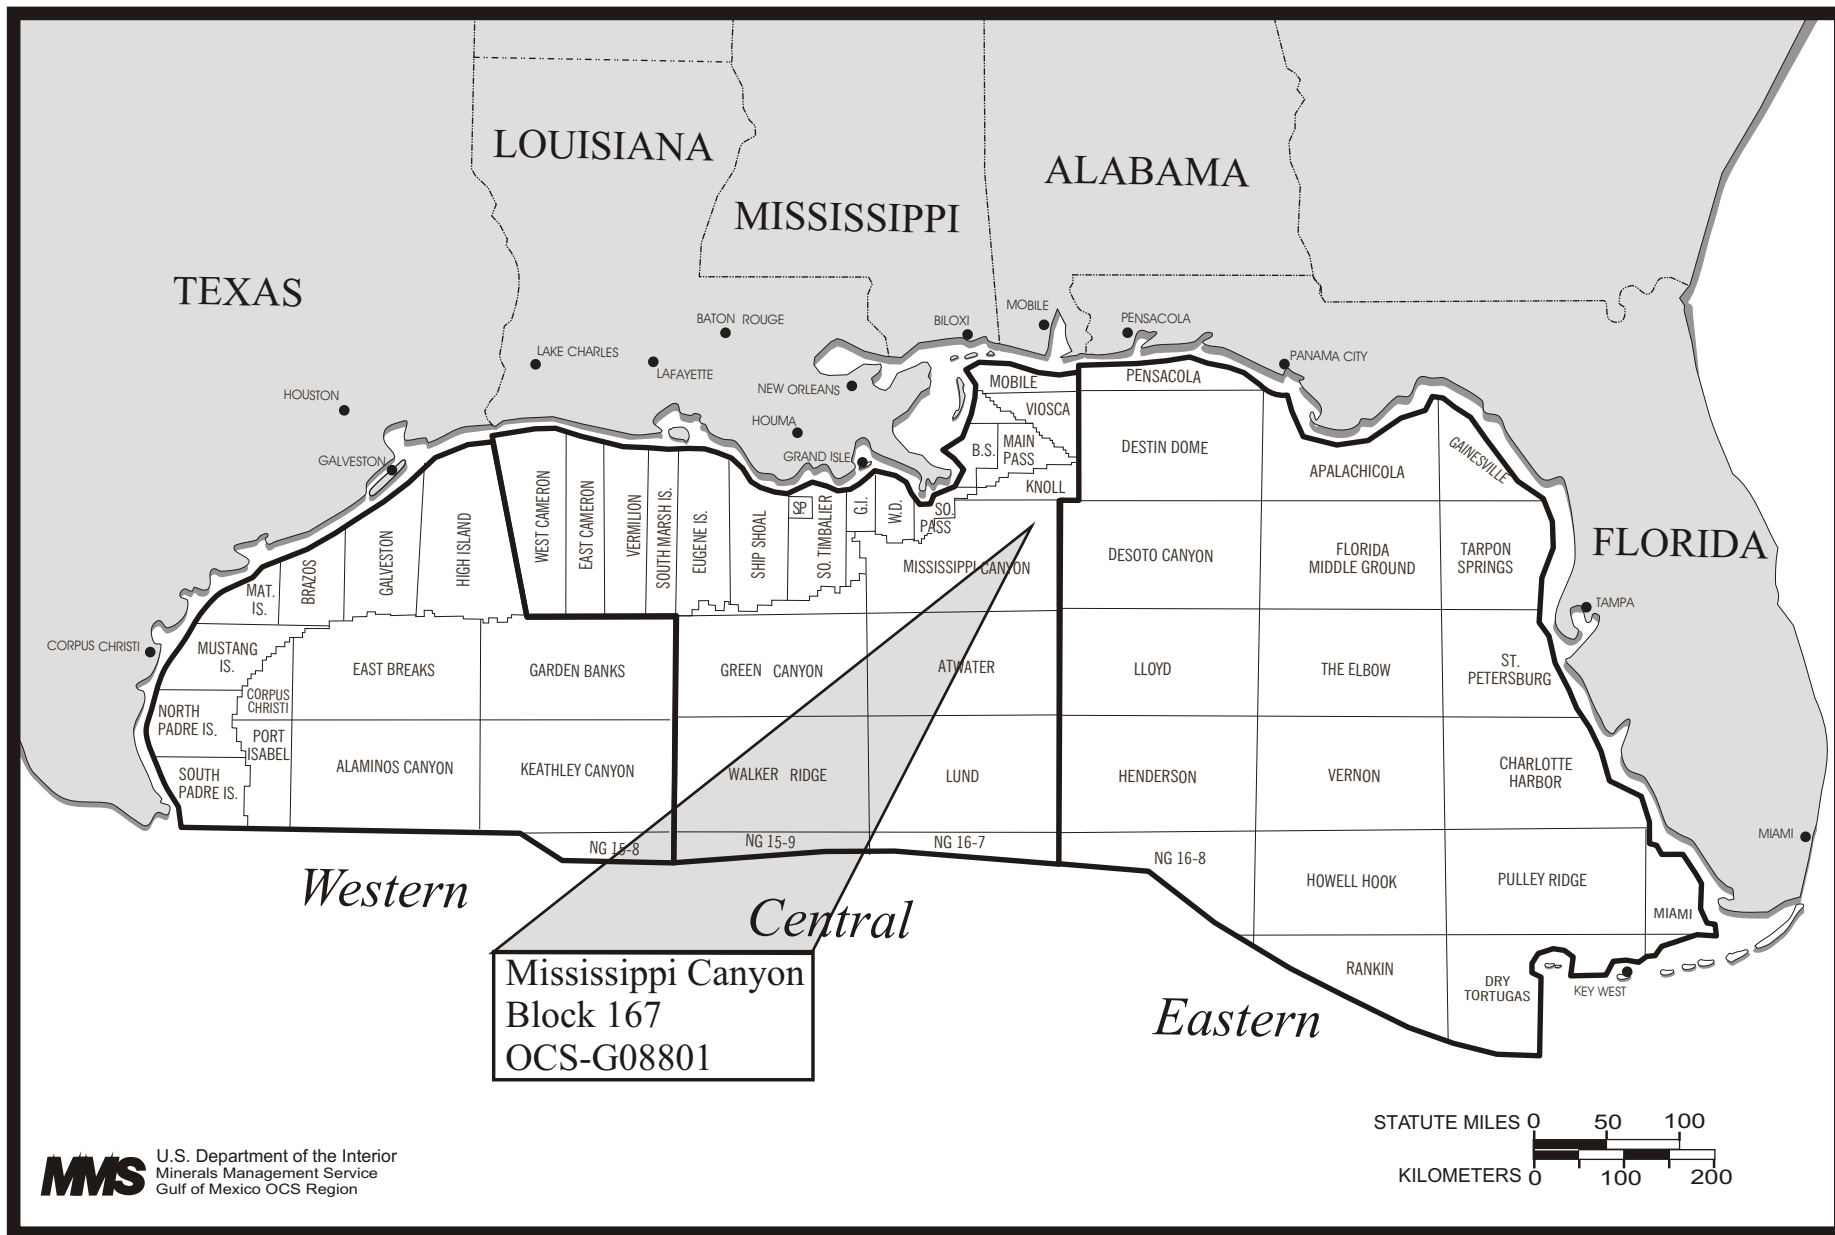 LOUISIANA
ALABAMA
MISSISSIPPI
TEXAS
FLORIDA
BATON ROUGE
BILOXI
MOBILE
PENSACOLA
LAKE CHARLES
LAFAYETTE
PANAMA CITY
HOUSTON
NEW ORLEANS
HOUMA
GALVESTON
GRAND ISLE
TAMPA
CORPUS CHRISTI
MIAMI
KEY WEST
MOBILE
PENSACOLA
VIOSCA
KNOLL
B.S.
MAIN
PASS
DESTIN DOME
APALACHICOLA
GAINESVILLE
WEST CAMERON
EAST CAMERON
VERMILION
SOUTH MARSH IS.
EUGENE IS.
SHIP SHOAL
S.P.
SO. TIMBALIER
G.I.
W.D.
SO.
PASS
MISSISSIPPI CANYON
DESOTO CANYON
FLORIDA
MIDDLE GROUND
TARPON
SPRINGS
MAT.
IS.
BRAZOS
GALVESTON
HIGH ISLAND
MUSTANG
IS.
CORPUS
CHRISTI
EAST BREAKS
GARDEN BANKS
GREEN CANYON
ATWATER
LLOYD
THE ELBOW
ST.
PETERSBURG
NORTH
PADRE IS.
PORT
ISABEL
SOUTH
PADRE IS.
ALAMINOS CANYON
KEATHLEY CANYON
WALKER RIDGE
LUND
HENDERSON
VERNON
CHARLOTTE
HARBOR
NG 15-8
NG 15-9
NG 16-7
NG 16-8
HOWELL HOOK
PULLEY RIDGE
MIAMI
RANKIN
DRY
TORTUGAS
Western
Central
Eastern
Mississippi Canyon
Block 167
OCS-G08801
MMS
U.S. Department of the Interior
Minerals Management Service
Gulf of Mexico OCS Region
STATUTE MILES 0 50 100
KILOMETERS 0 100 200